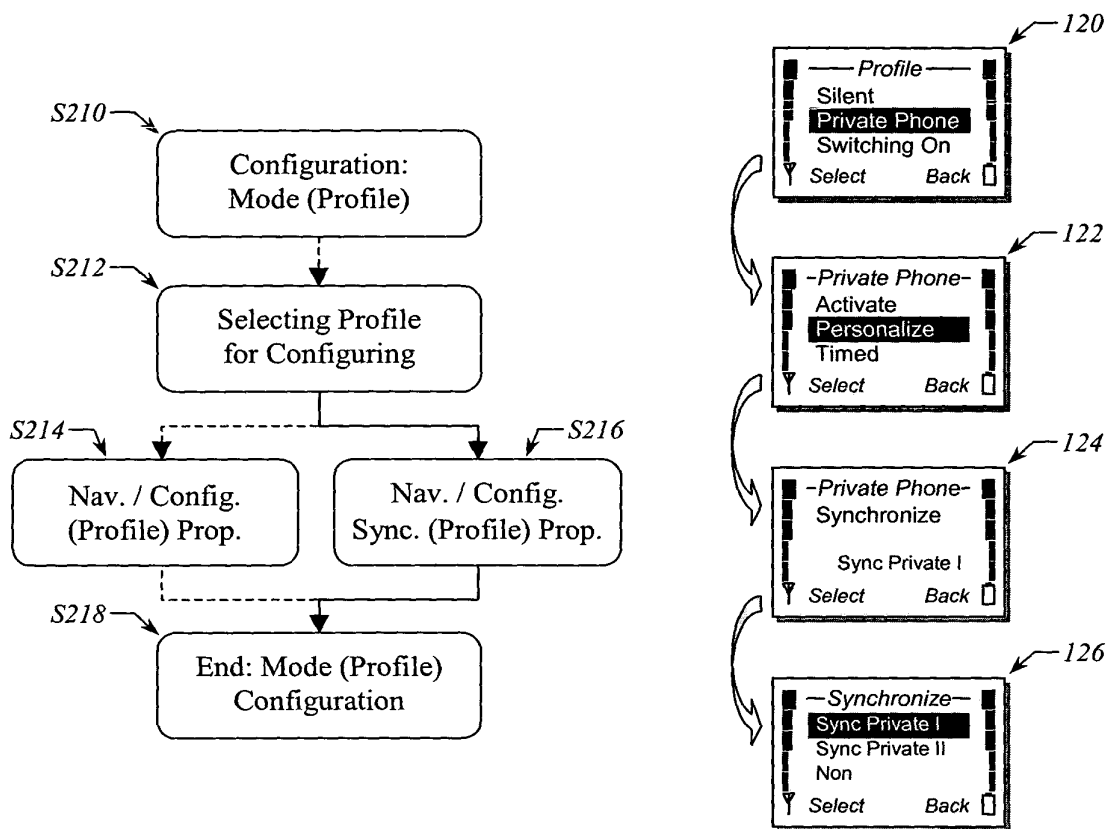 S210
Configuration:
Mode (Profile)
S212
Selecting Profile
for Configuring
S214
Nav. / Config.
(Profile) Prop.
S216
Nav. / Config.
Sync. (Profile) Prop.
S218
End: Mode (Profile)
Configuration
120
Profile
Silent
Private Phone
Switching On
Select Back
122
-Private Phone-
Activate
Personalize
Timed
Select Back
124
-Private Phone-
Synchronize
Sync Private I
Select Back
126
Synchronize
Sync Private I
Sync Private II
Non
Select Back